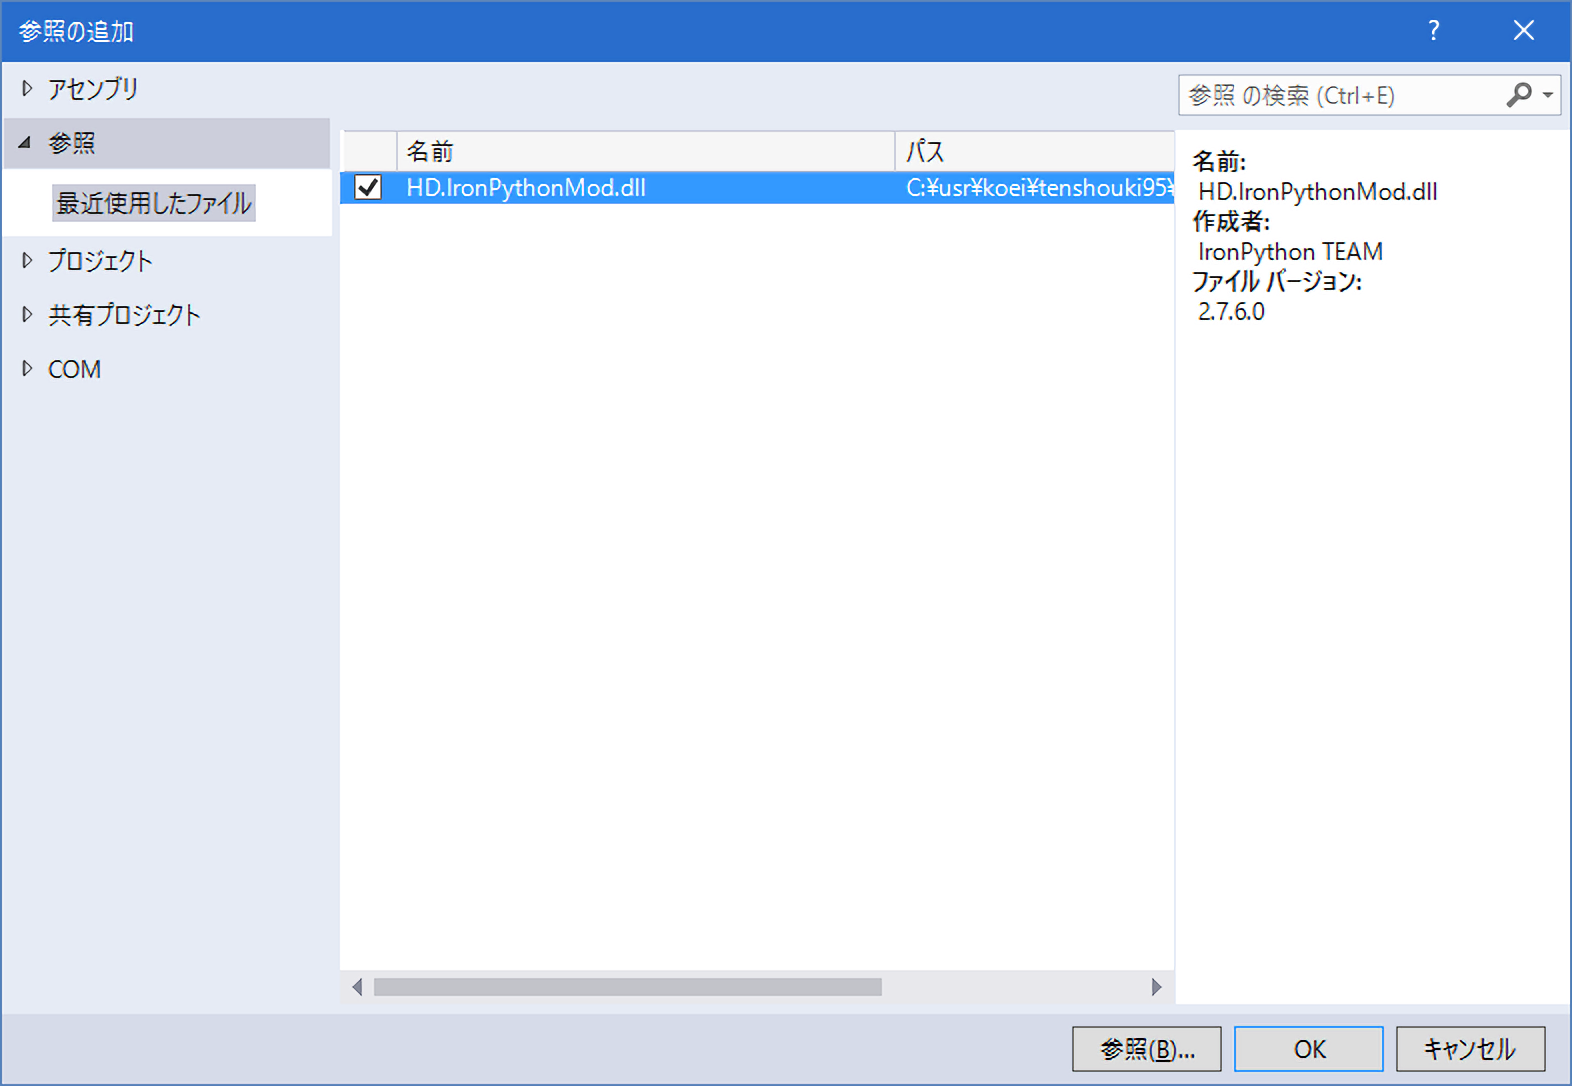 参照の追加
?
アセンブリ
参照 の検索 (Ctrl+E)
参照
最近使用したファイル
プロジェクト
共有プロジェクト
COM
名前 パス
HD.IronPythonMod.dll C:¥usr¥koei¥tenshouki95¥
名前:
HD.IronPythonMod.dll
作成者:
IronPython TEAM
ファイル バージョン:
2.7.6.0
参照(B)... OK キャンセル